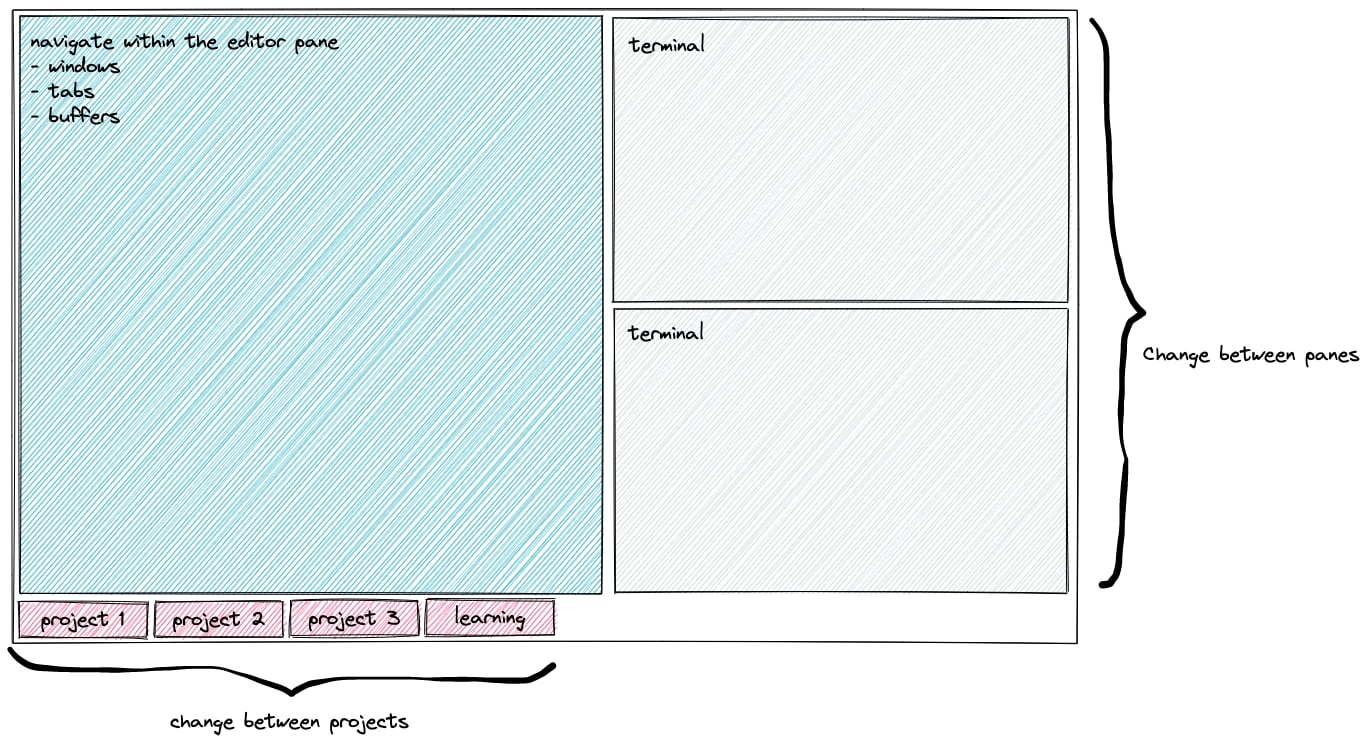 navigate within the editor pane
- windows
- tabs
- buffers
terminal
terminal
Change between panes
project 1
project 2
project 3
learning
change between projects